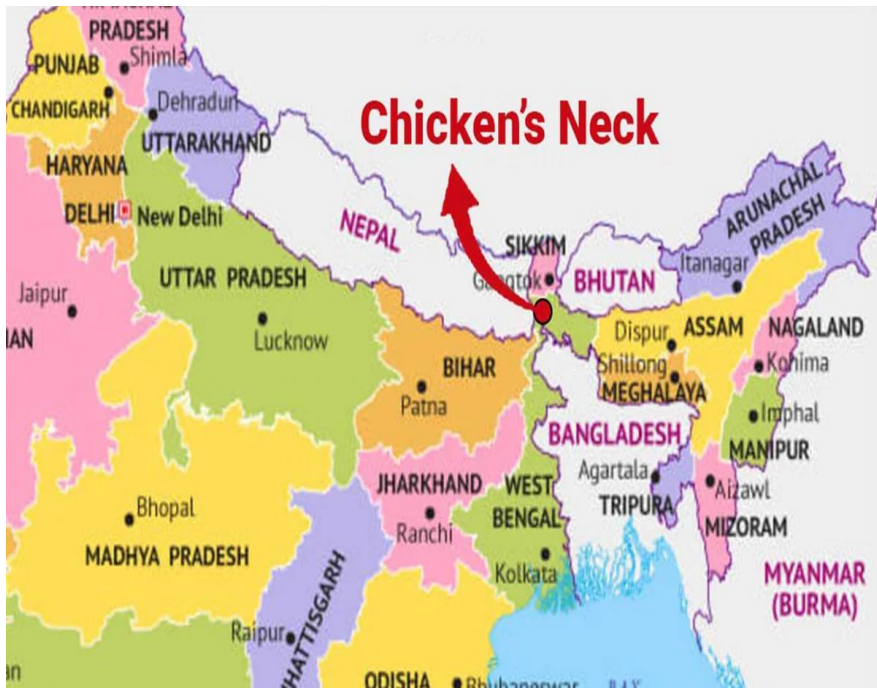 PRADESH
Shimla
PUNJAB
CHANDIGARH
Dehradun
UTTARAKHAND
HARYANA
DELHI
New Delhi
Chicken's Neck
NEPAL
SIKKIM
Gangtok
BHUTAN
ARUNACHAL
PRADESH
Itanagar
UTTAR PRADESH
Jaipur
Lucknow
BIHAR
Patna
Dispur
ASSAM
NAGALAND
Shillong
Kohima
MEGHALAYA
Imphal
MANIPUR
BANGLADESH
Agartala
TRIPURA
Aizawl
MIZORAM
JHARKHAND
Ranchi
WEST
BENGAL
Kolkata
Bhopal
MADHYA PRADESH
MYANMAR
(BURMA)
Raipur
HATTISGARH
ODISHA
Bhubaneswar